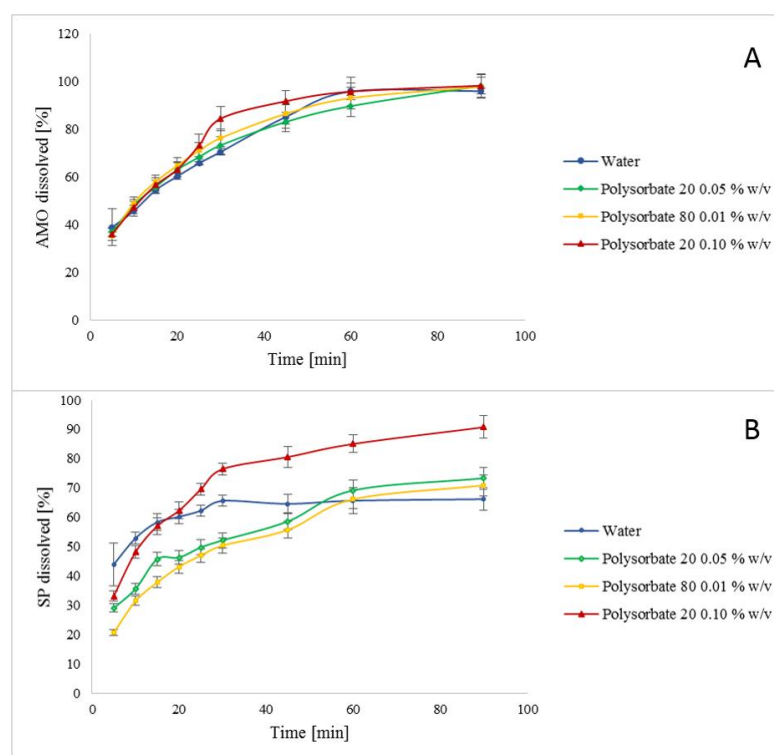 A
120
100
80
60
40
20
0
AMO dissolved [%]
0 20 40 60 80 100
Time [min]
Water
Polysorbate 20 0.05 % w/v
Polysorbate 80 0.01 % w/v
Polysorbate 20 0.10 % w/v
B
100
90
80
70
60
50
40
30
20
10
0
SP dissolved [%]
0 20 40 60 80 100
Time [min]
Water
Polysorbate 20 0.05 % w/v
Polysorbate 80 0.01 % w/v
Polysorbate 20 0.10 % w/v